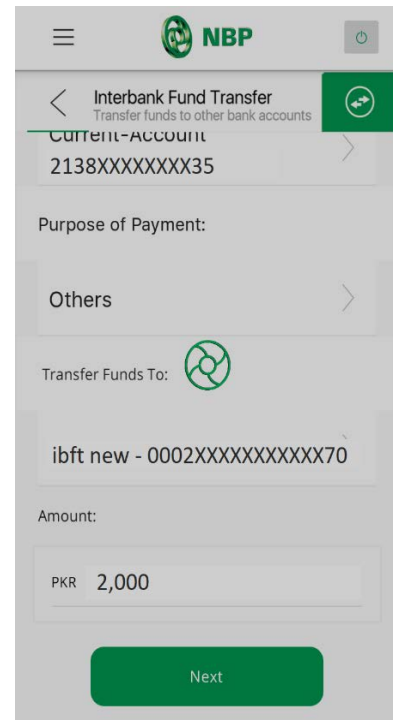 NBP
Interbank Fund Transfer
Transfer funds to other bank accounts
Current-Account
2138XXXXXXXX35
Purpose of Payment:
Others
Transfer Funds To:
ibft new - 0002XXXXXXXXXXX70
Amount:
PKR 2,000
Next